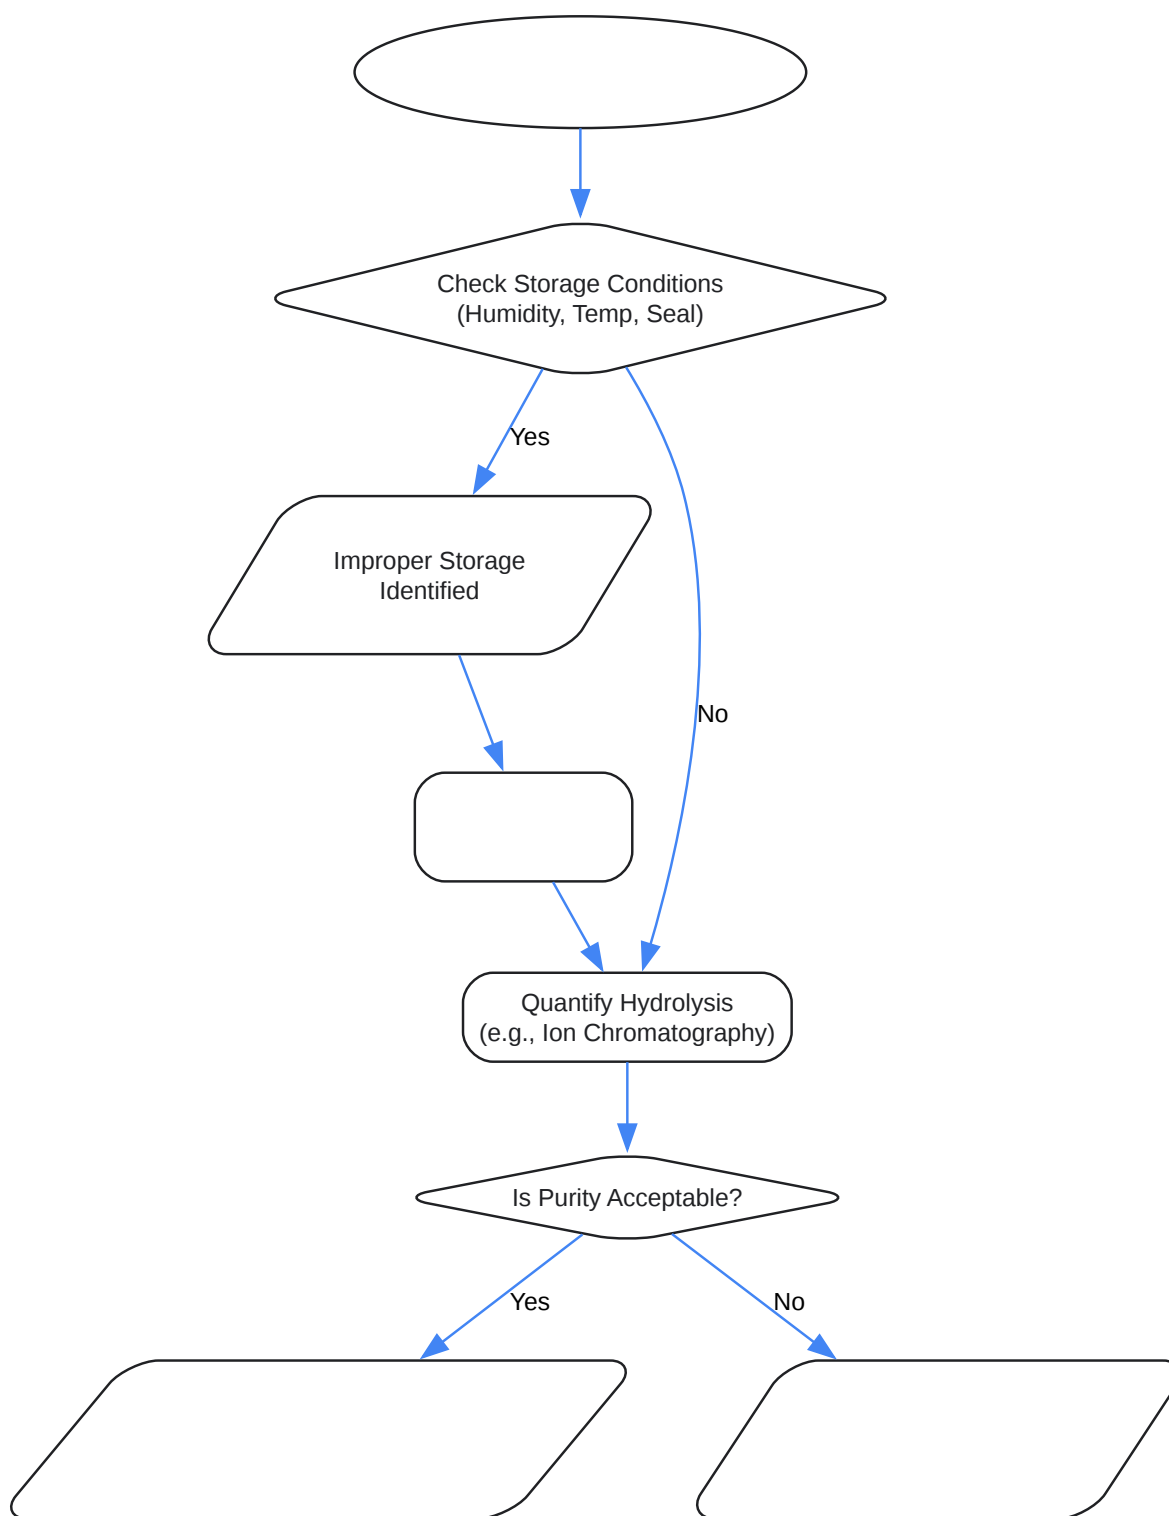 Check Storage Conditions
(Humidity, Temp, Seal)
Yes
Improper Storage
Identified
No
Quantify Hydrolysis
(e.g., Ion Chromatography)
Is Purity Acceptable?
Yes
No